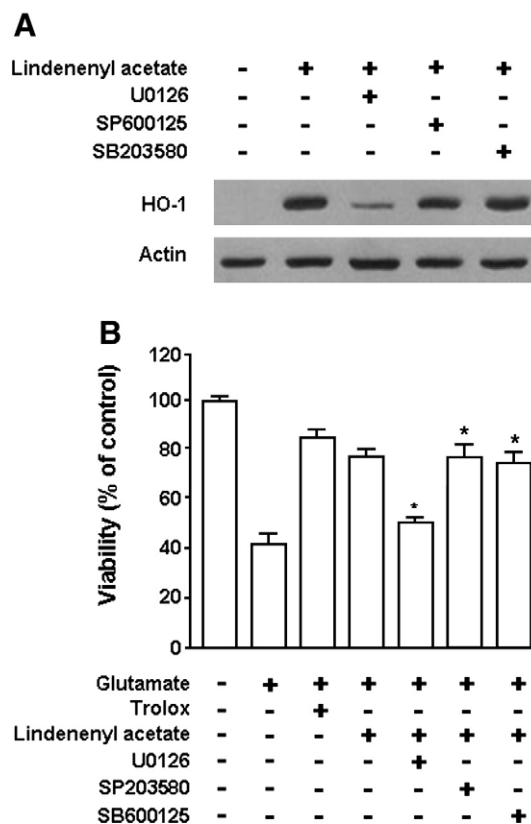 A
Lindenenyl acetate - + + + +
U0126 - - + - -
SP600125 - - - + -
SB203580 - - - - +
HO-1
Actin
B
Viability (% of control)
120
100
80
60
40
20
0
* * *
Glutamate - + + + + + +
Trolox - - + - - - -
Lindenenyl acetate - - - + + + +
U0126 - - - - + - -
SP203580 - - - - - + -
SB600125 - - - - - - +